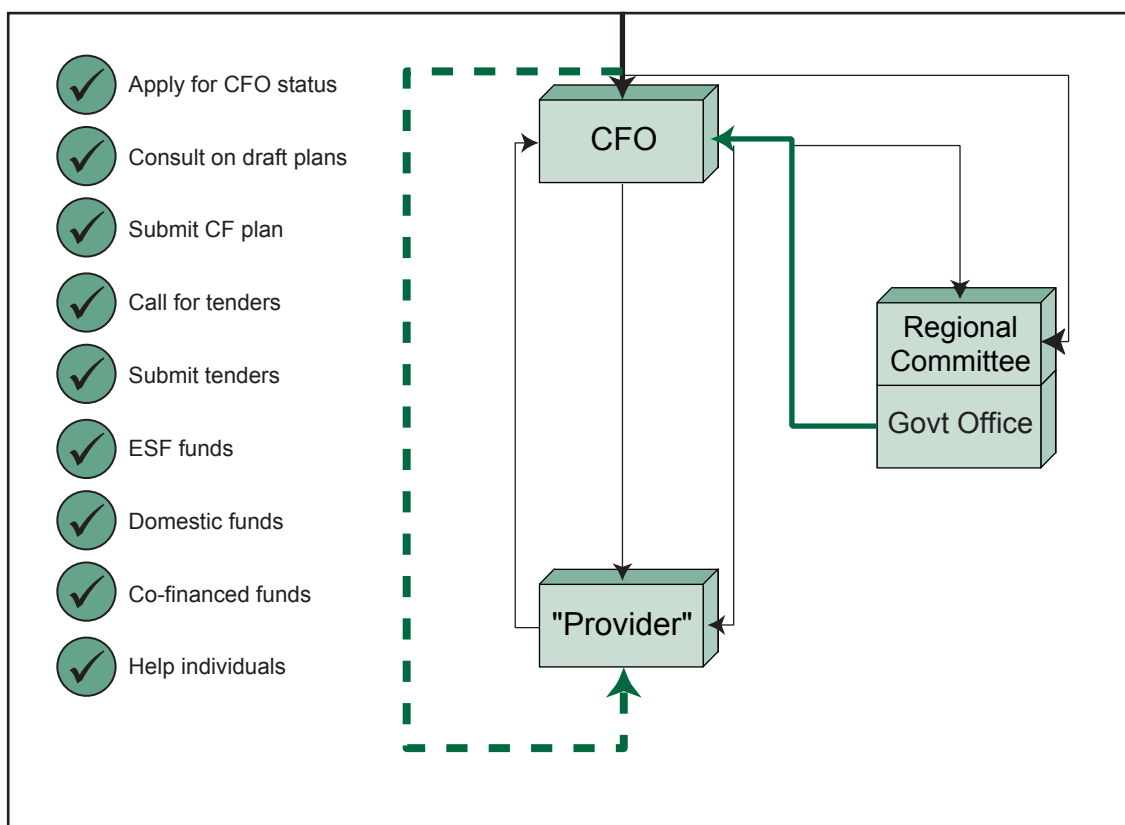 Apply for CFO status
Consult on draft plans
Submit CF plan
Call for tenders
Submit tenders
ESF funds
Domestic funds
Co-financed funds
Help individuals
CFO
Regional
Committee
Govt Office
"Provider"